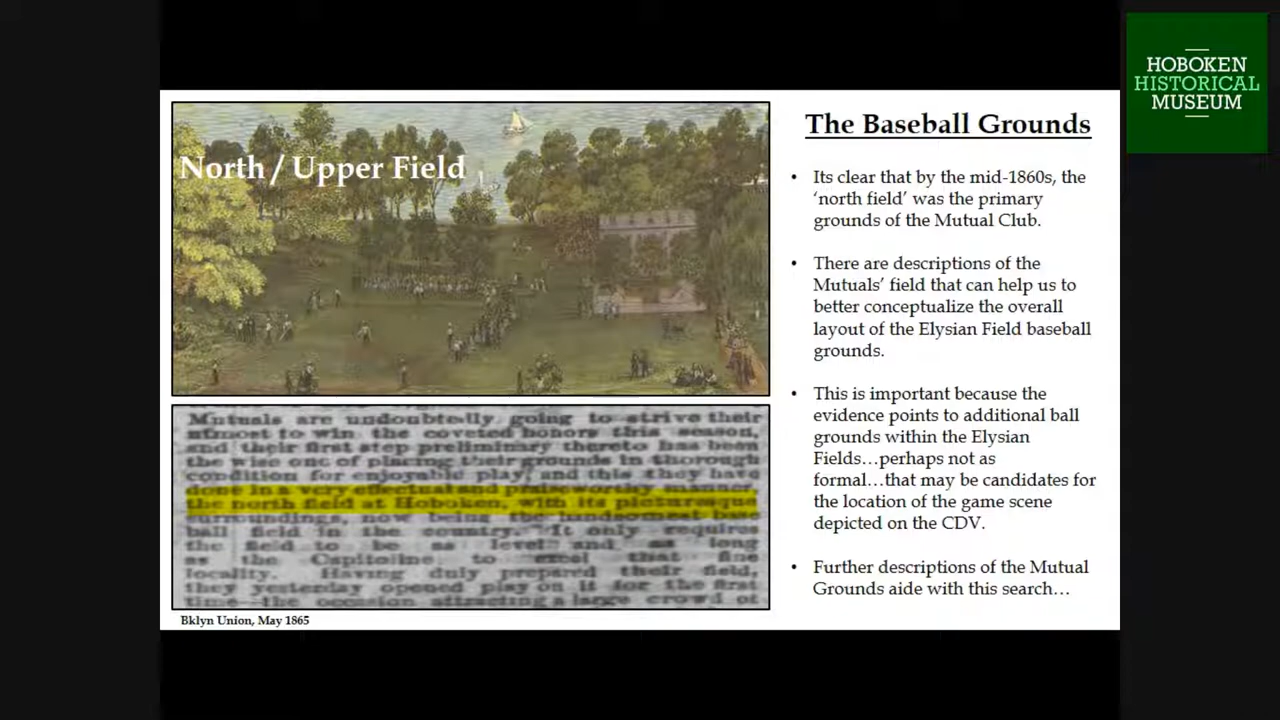 HOBOKEN
HISTORICAL
MUSEUM
The Baseball Grounds
North / Upper Field
• Its clear that by the mid-1860s, the
‘north field’ was the primary
grounds of the Mutual Club.
• There are descriptions of the
Mutuals’ field that can help us to
better conceptualize the overall
layout of the Elysian Field baseball
grounds.
• This is important because the
evidence points to additional ball
grounds within the Elysian
Fields…perhaps not as
formal…that may be candidates for
the location of the game scene
depicted on the CDV.
• Further descriptions of the Mutual
Grounds aide with this search…
Mutuals are undoubtedly going to strive their
utmost to win the coveted honors this season,
and their first step preliminary thereto has been
the wise one of placing their grounds in thorough
condition for enjoyable play, and this they have
done in a very effectual and manner,
the north field at Hoboken, with its picturesque
surroundings, now being the handsomest base
ball field in the country. It only requires
the field to be as level and as long
as the Capitoline to excel that fine
locality. Having duly prepared their field,
they yesterday opened play on it for the first
time—the occasion attracting a large crowd of
Bklyn Union, May 1865